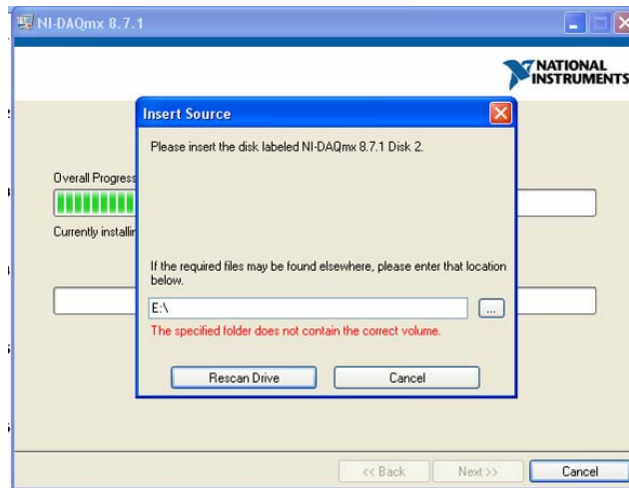 NI-DAQmx 8.7.1
NATIONAL
INSTRUMENTS
Insert Source
Please insert the disk labeled NI-DAQmx 8.7.1 Disk 2.
Overall Progress
Currently
If the required files may be found elsewhere, please enter that location
below.
E:\
...
The specified folder does not contain the correct volume.
Rescan Drive
Cancel
<< Back
Next >>
Cancel